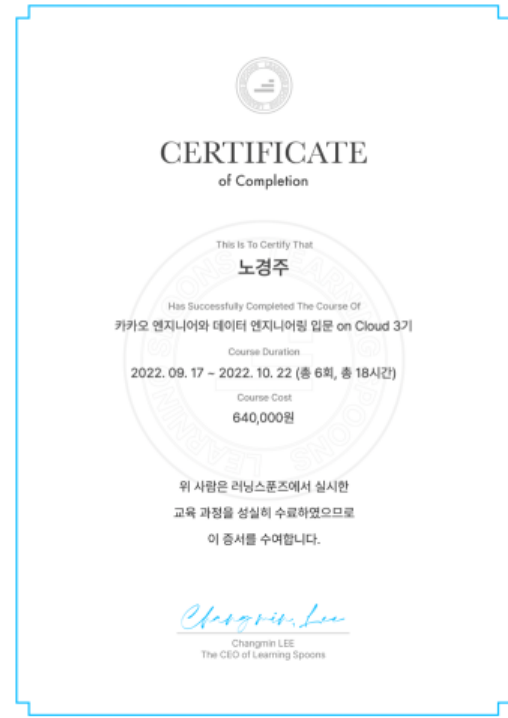 CERTIFICATE
of Completion
This Is To Certify That
노경주
Has Successfully Completed The Course Of
카카오 엔지니어와 데이터 엔지니어링 입문 on Cloud 3기
Course Duration
2022. 09. 17 ~ 2022. 10. 22 (총 6회, 총 18시간)
Course Cost
640,000원
위 사람은 러닝스푼즈에서 실시한
교육 과정을 성실히 수료하였으므로
이 증서를 수여합니다.
Changmin, Lee
Changmin LEE
The CEO of Learning Spoons
LEARNING SPOONS